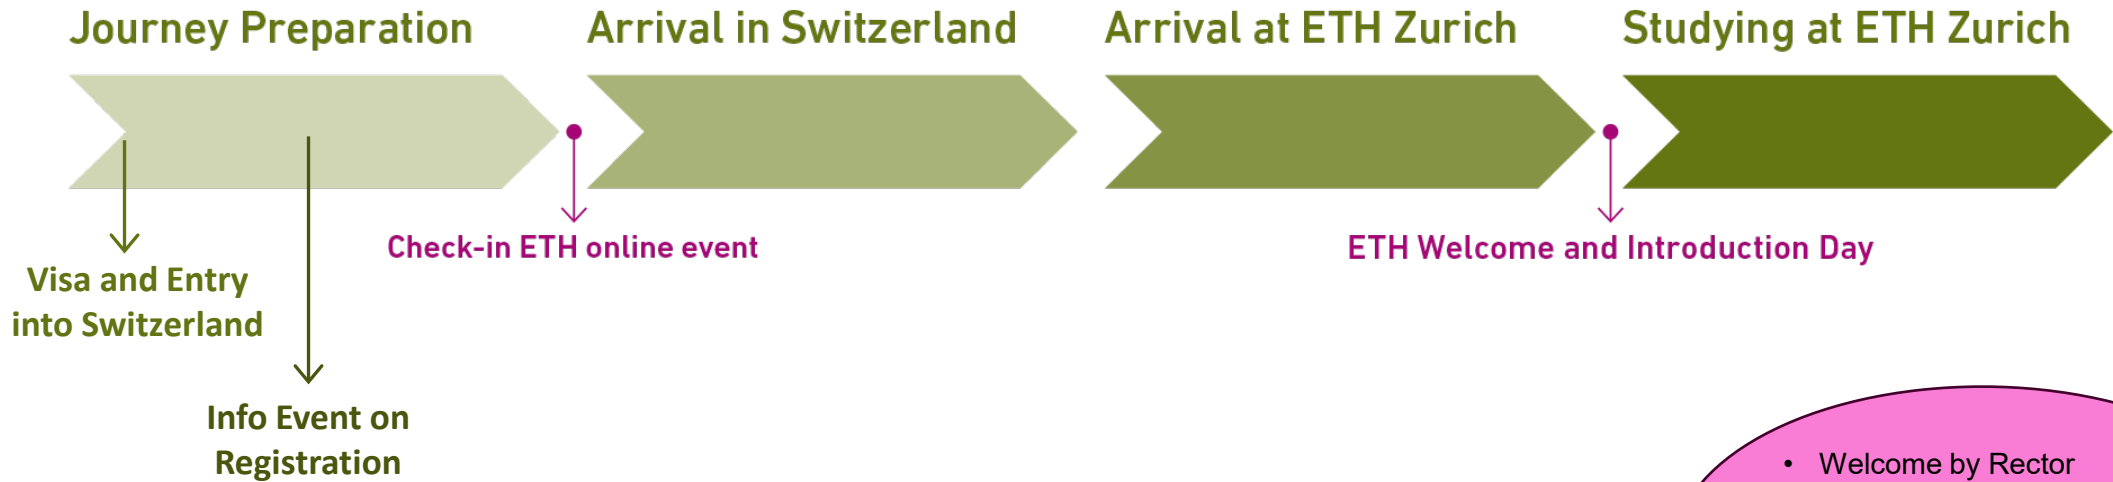 Journey Preparation
Arrival in Switzerland
Arrival at ETH Zurich
Studying at ETH Zurich
Check-in ETH online event
ETH Welcome and Introduction Day
Visa and Entry
into Switzerland
Info Event on
Registration
• Welcome by Rector